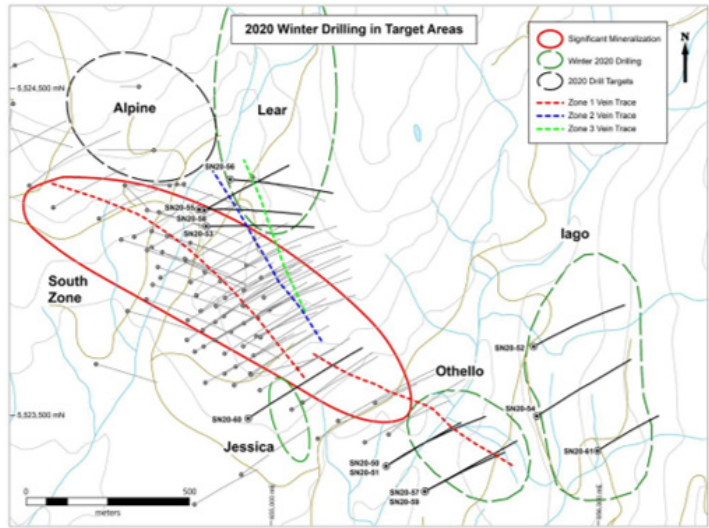 2020 Winter Drilling in Target Areas
Significant Mineralization
Winter 2020 Drilling
2020 Drill Targets
Zone 1 Vein Trace
Zone 2 Vein Trace
Zone 3 Vein Trace
N
5,524,500 mN
Alpine
Lear
SN20-56
SN20-55
SN20-58
SN20-53
Iago
South
Zone
SN20-52
Othello
5,523,500 mN
SN20-54
SN20-60
Jessica
SN20-61
SN20-50
SN20-51
SN20-57
SN20-59
0
500
meters